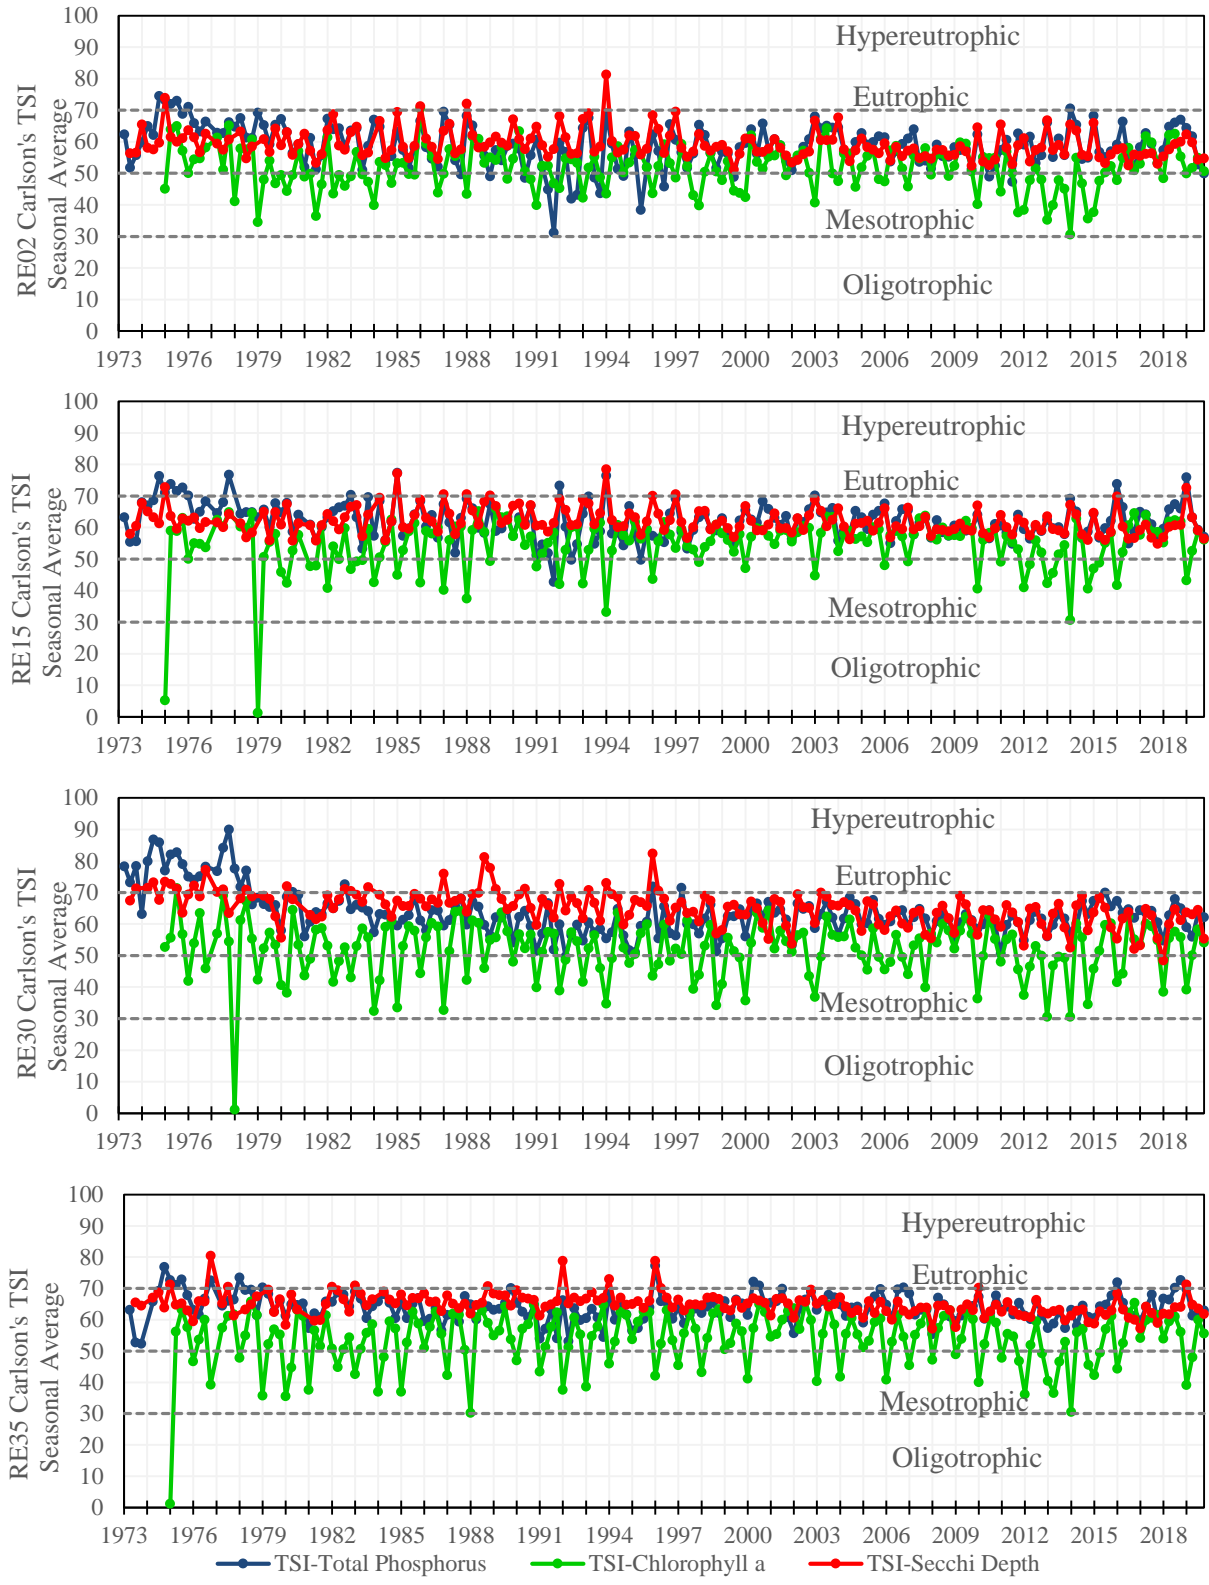 100
90
80
70
60
50
40
30
20
10
0
RE02 Carlson's TSI
Seasonal Average
Hypereutrophic
Eutrophic
Mesotrophic
Oligotrophic
1973 1976 1979 1982 1985 1988 1991 1994 1997 2000 2003 2006 2009 2012 2015 2018
100
90
80
70
60
50
40
30
20
10
0
RE15 Carlson's TSI
Seasonal Average
Hypereutrophic
Eutrophic
Mesotrophic
Oligotrophic
1973 1976 1979 1982 1985 1988 1991 1994 1997 2000 2003 2006 2009 2012 2015 2018
100
90
80
70
60
50
40
30
20
10
0
RE30 Carlson's TSI
Seasonal Average
Hypereutrophic
Eutrophic
Mesotrophic
Oligotrophic
1973 1976 1979 1982 1985 1988 1991 1994 1997 2000 2003 2006 2009 2012 2015 2018
100
90
80
70
60
50
40
30
20
10
0
RE35 Carlson's TSI
Seasonal Average
Hypereutrophic
Eutrophic
Mesotrophic
Oligotrophic
1973 1976 1979 1982 1985 1988 1991 1994 1997 2000 2003 2006 2009 2012 2015 2018
TSI-Total Phosphorus TSI-Chlorophyll a TSI-Secchi Depth